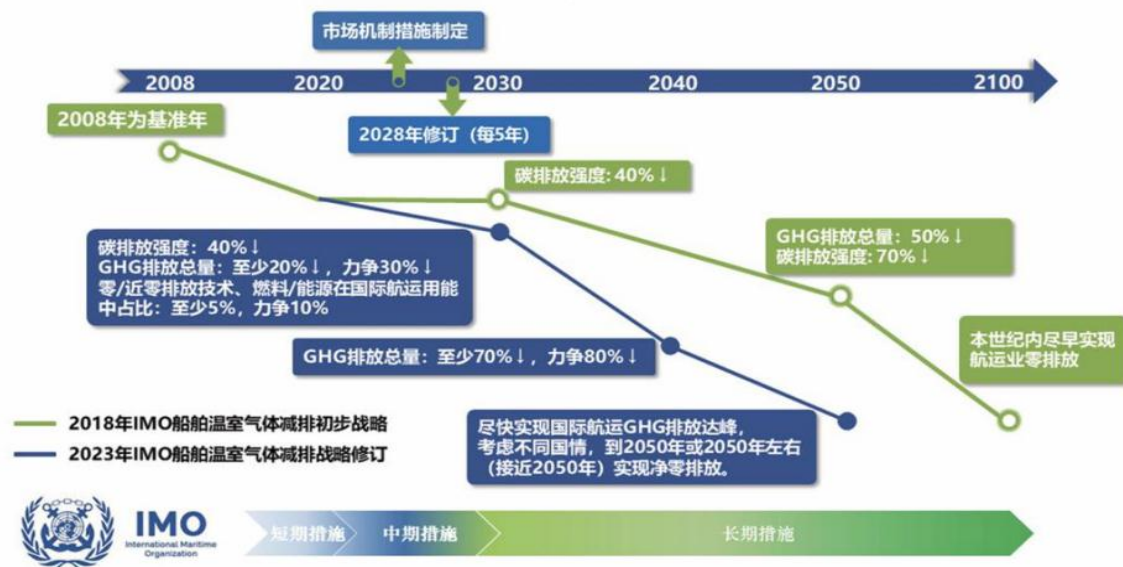 市场机制措施制定
2008 2020 2030 2040 2050 2100
2008年为基准年
2028年修订（每5年）
碳排放强度: 40%↓
碳排放强度：40%↓
GHG排放总量：至少20%↓，力争30%↓
零/近零排放技术、燃料/能源在国际航运用能
中占比：至少5%，力争10%
GHG排放总量：50%↓
碳排放强度：70%↓
GHG排放总量：至少70%↓，力争80%↓
本世纪内尽早实现
航运业零排放
2018年IMO船舶温室气体减排初步战略
2023年IMO船舶温室气体减排战略修订
尽快实现国际航运GHG排放达峰，
考虑不同国情，到2050年或2050年左右
（接近2050年）实现净零排放。
IMO
International Maritime
Organization
短期措施 中期措施 长期措施